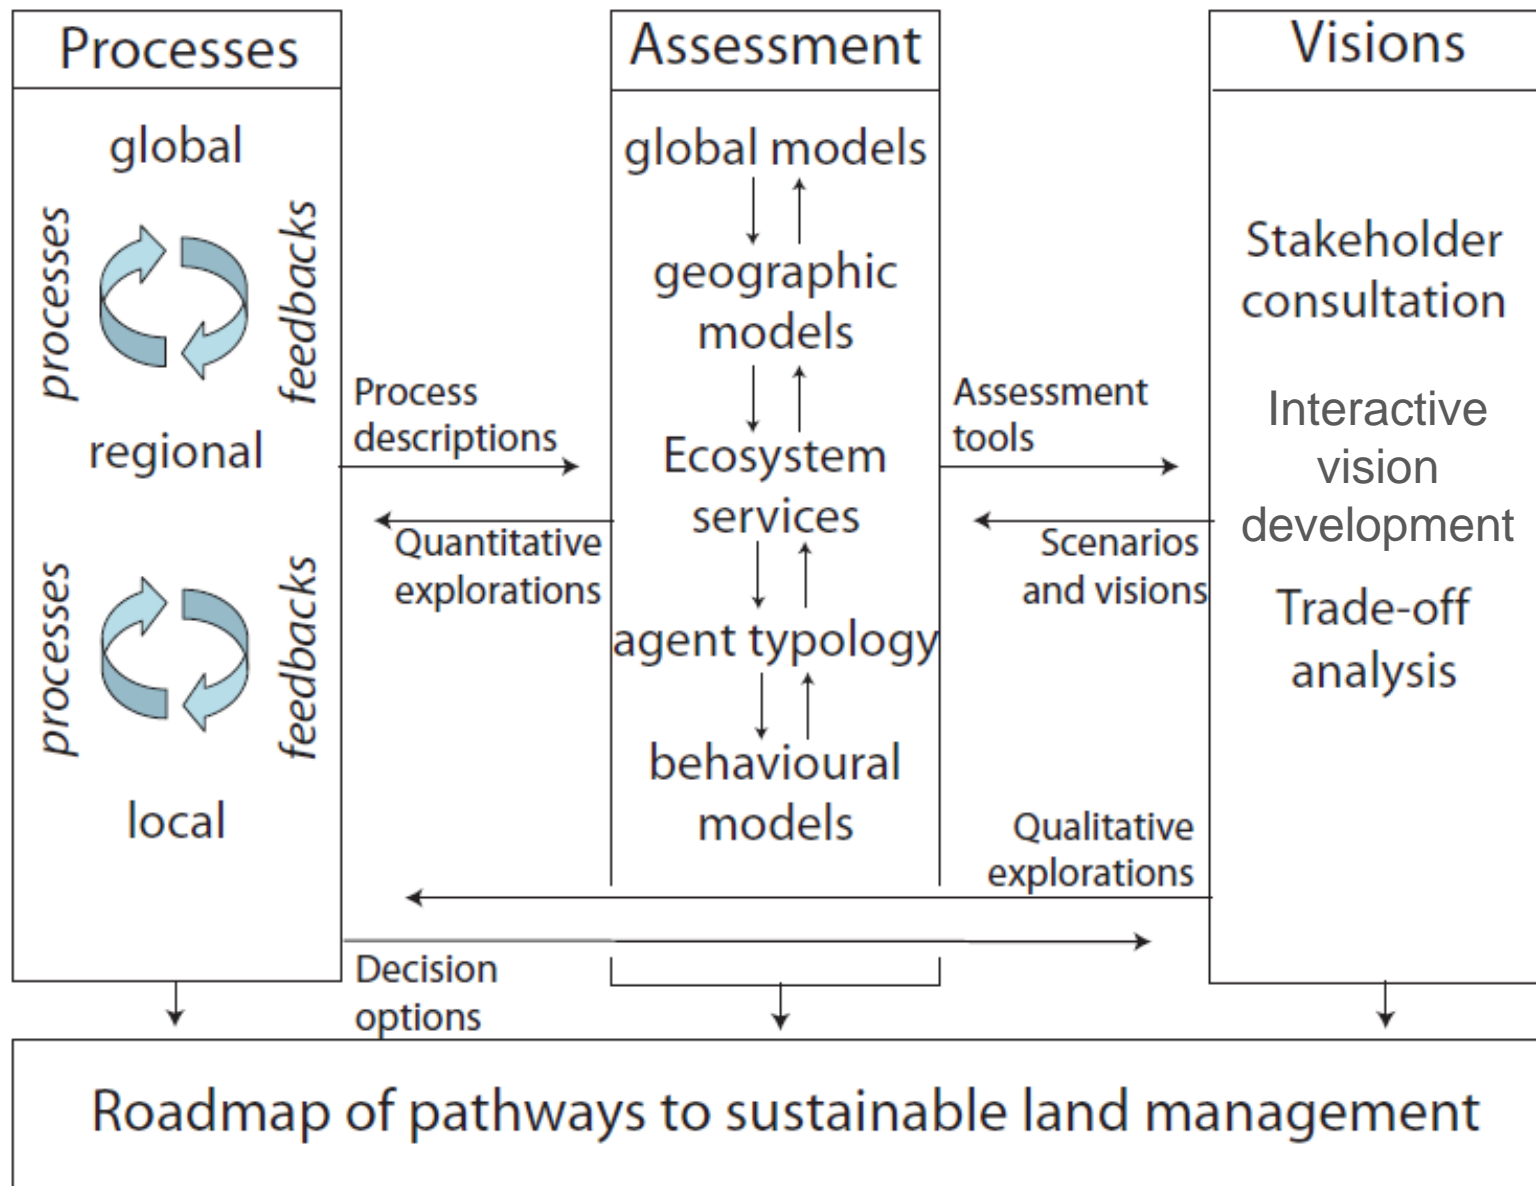 Processes
global
processes
feedbacks
regional
processes
feedbacks
local
Process
descriptions
Quantitative
explorations
Decision
options
Assessment
global models
geographic
models
Ecosystem
services
agent typology
behavioural
models
Assessment
tools
Scenarios
and visions
Qualitative
explorations
Visions
Stakeholder
consultation
Interactive
vision
development
Trade-off
analysis
Roadmap of pathways to sustainable land management